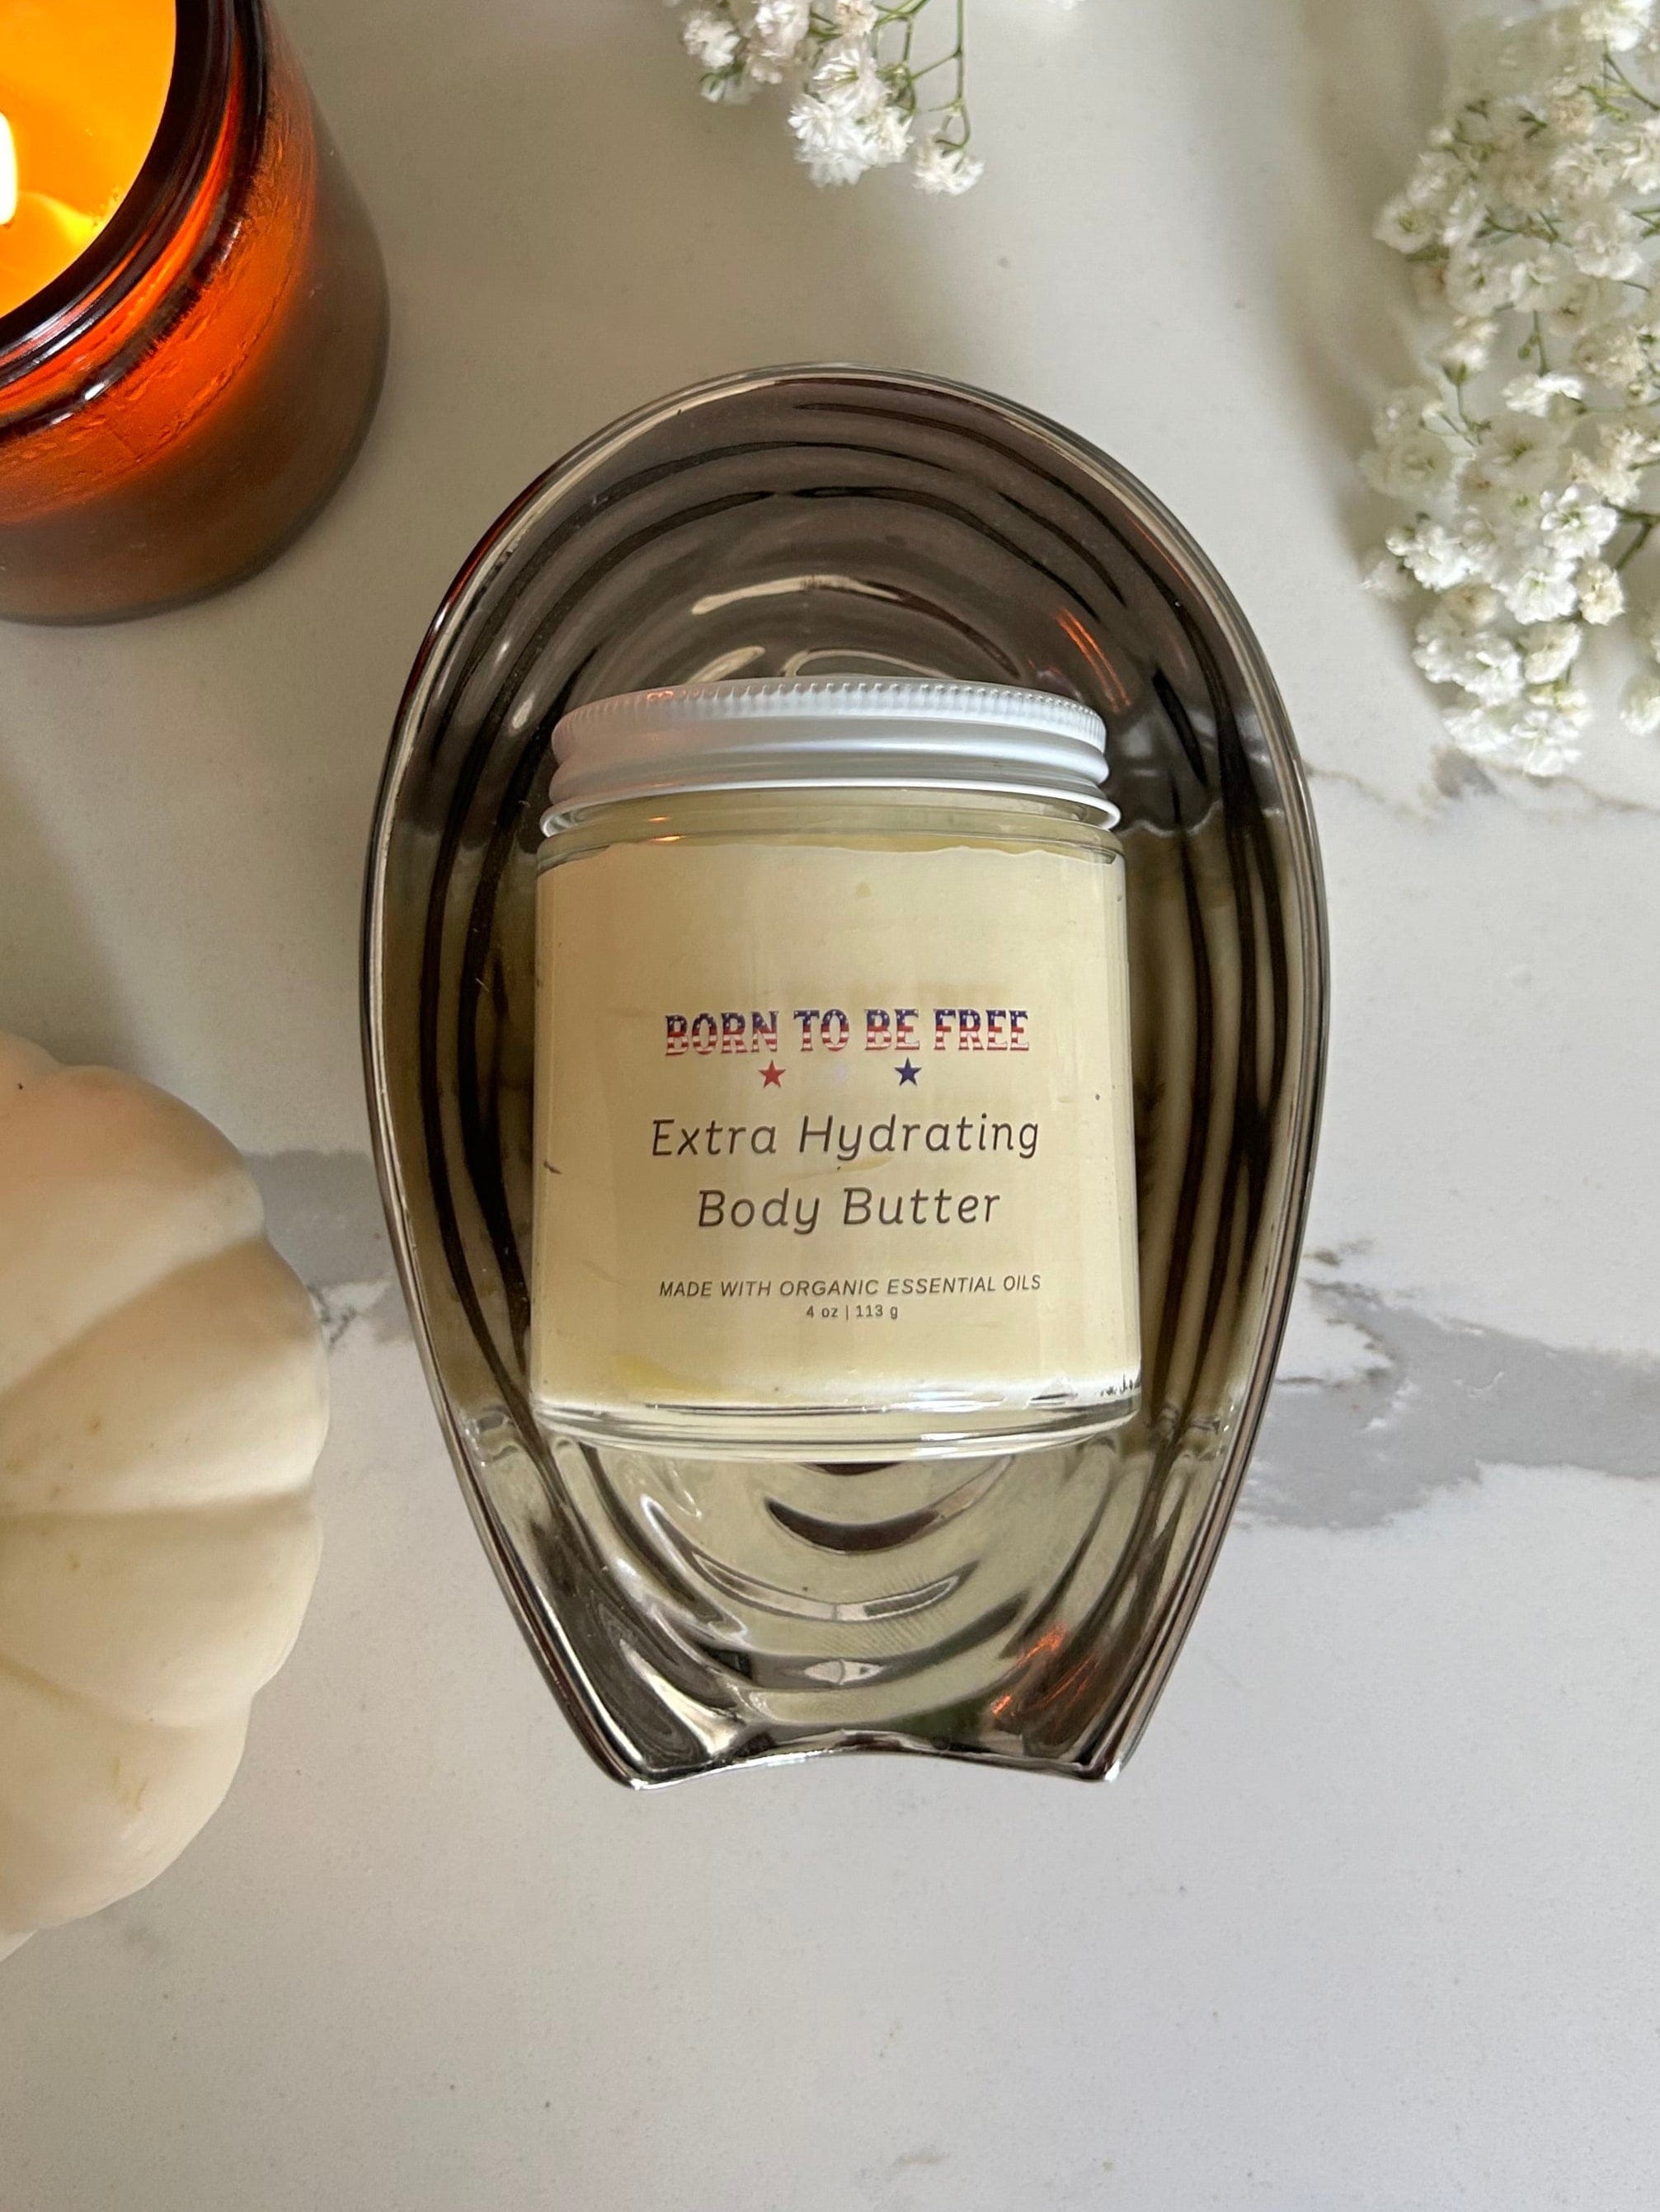 BORN TO BE FREE
Extra Hydrating
Body Butter
MADE WITH ORGANIC ESSENTIAL OILS
4 oz | 113 g